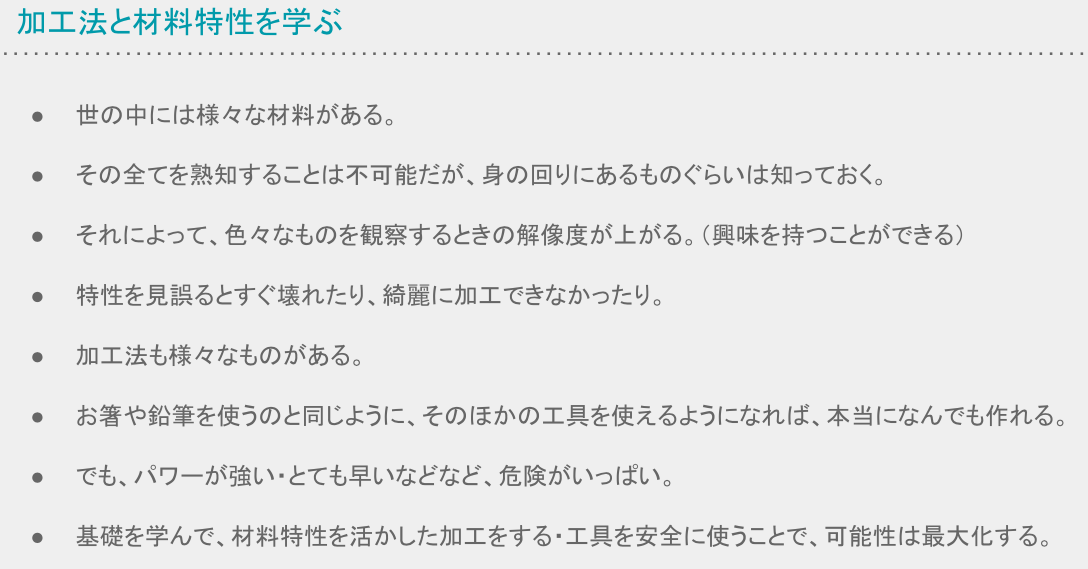 加工法と材料特性を学ぶ
● 世の中には様々な材料がある。
● その全てを熟知することは不可能だが、身の回りにあるものぐらいは知っておく。
● それによって、色々なものを観察するときの解像度が上がる。（興味を持つことができる）
● 特性を見誤るとすぐ壊れたり、綺麗に加工できなかったり。
● 加工法も様々なものがある。
● お箸や鉛筆を使うのと同じように、そのほかの工具を使えるようになれば、本当になんでも作れる。
● でも、パワーが強い・とても早いなどなど、危険がいっぱい。
● 基礎を学んで、材料特性を活かした加工をする・工具を安全に使うことで、可能性は最大化する。